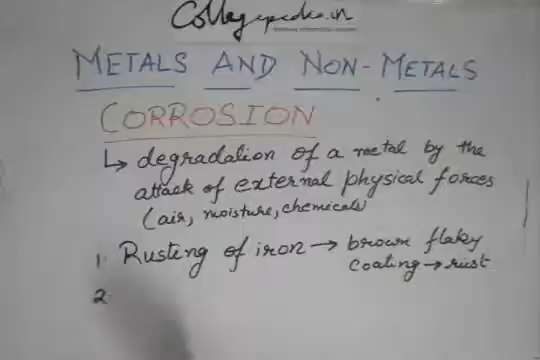 Collegepedia.in
METALS AND NON-METALS
CORROSION
↳ degradation of a metal by the
attack of external physical forces
(air, moisture, chemicals)
1. Rusting of iron → brown flaky
coating → rust
2.